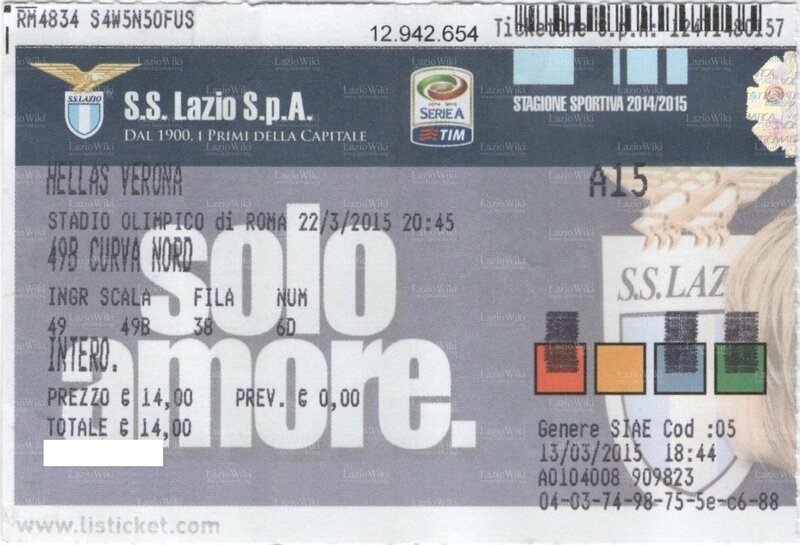 RM4834 S4W5N50FUS
12.942.654
Ticketone S.p.A. 12471480157
S.S. LAZIO
S.S. Lazio S.p.A.
DAL 1900, I PRIMI DELLA CAPITALE
SERIE A
TIM
STAGIONE SPORTIVA 2014/2015
HELLAS VERONA
A15
STADIO OLIMPICO di ROMA 22/3/2015 20:45
49B CURVA NORD
solo
amore.
S.S. LAZ
INGR SCALA FILA NUM
49 49B 38 6D
INTERO.
PREZZO € 14,00 PREV. € 0,00
TOTALE € 14,00
Genere SIAE Cod :05
13/03/2015 18:44
A0104008 909823
04-03-74-98-75-5e-c6-88
www.listicket.com
LazioWiki